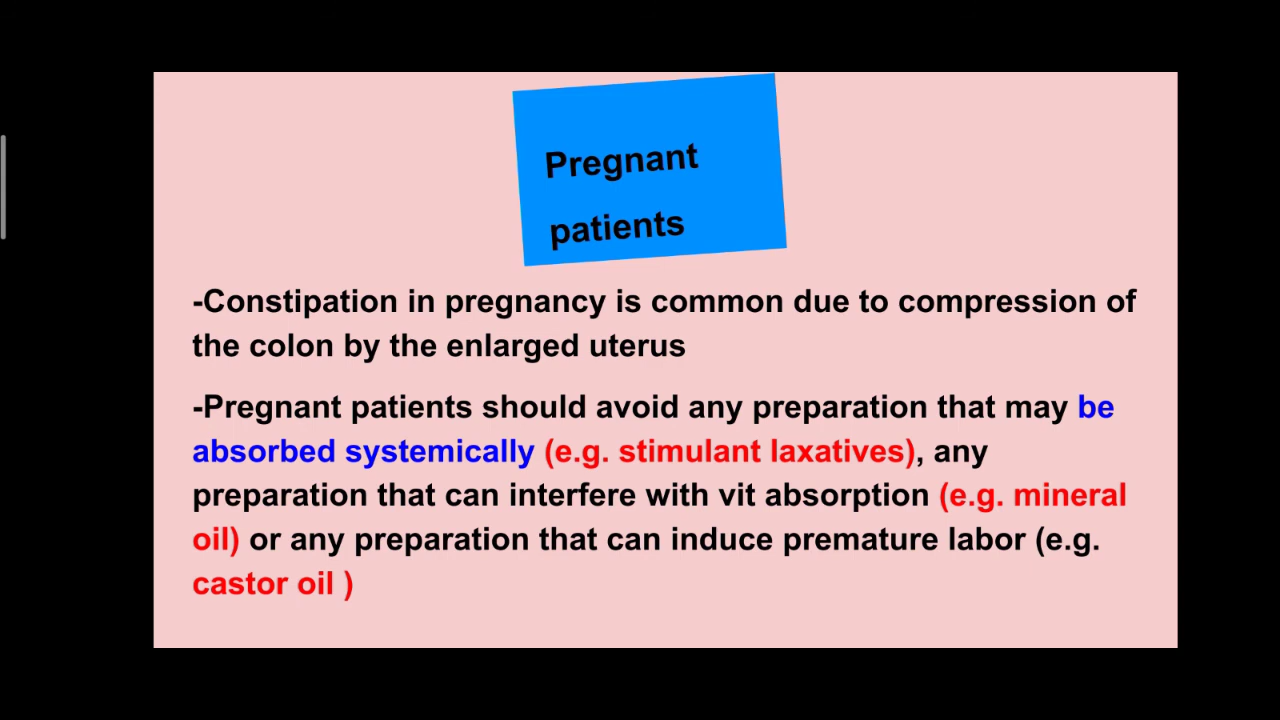 Pregnant
patients
-Constipation in pregnancy is common due to compression of
the colon by the enlarged uterus
-Pregnant patients should avoid any preparation that may be
absorbed systemically (e.g. stimulant laxatives), any
preparation that can interfere with vit absorption (e.g. mineral
oil) or any preparation that can induce premature labor (e.g.
castor oil )